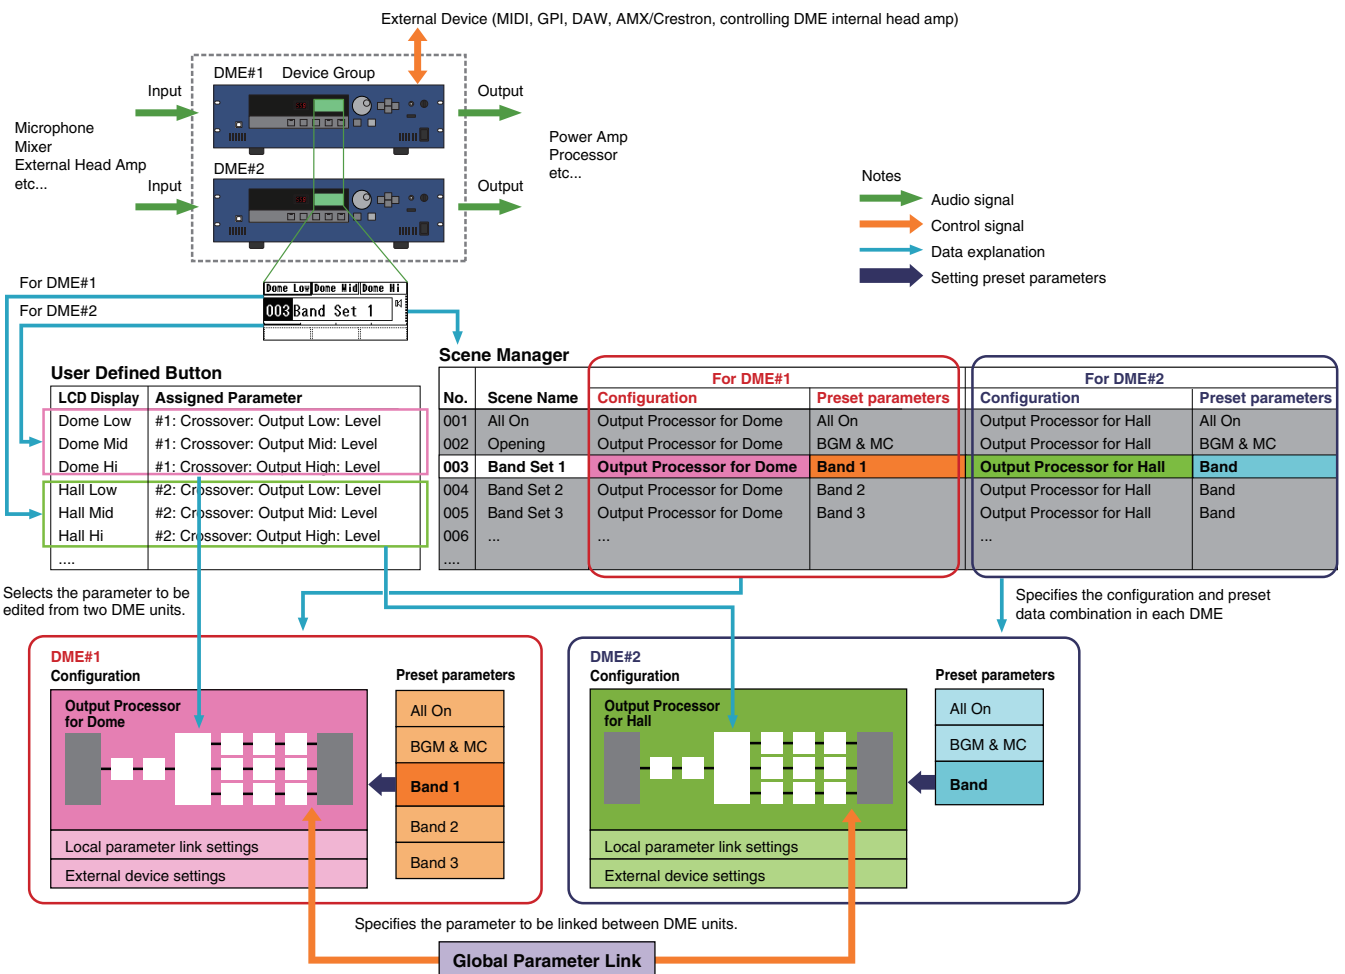 External Device (MIDI, GPI, DAW, AMX/Crestron, controlling DME internal head amp)
DME#1 Device Group
Input
Output
Microphone
Mixer
External Head Amp
etc...
Power Amp
Processor
etc...
DME#2
Input
Output
Notes
Audio signal
Control signal
Data explanation
Setting preset parameters
For DME#1
For DME#2
Dome Low Dome Mid Dome Hi
003 Band Set 1
User Defined Button
LCD Display Assigned Parameter
Dome Low #1: Crossover: Output Low: Level
Dome Mid #1: Crossover: Output Mid: Level
Dome Hi #1: Crossover: Output High: Level
Hall Low #2: Crossover: Output Low: Level
Hall Mid #2: Crossover: Output Mid: Level
Hall Hi #2: Crossover: Output High: Level
....
Scene Manager
For DME#1 For DME#2
No. Scene Name Configuration Preset parameters Configuration Preset parameters
001 All On Output Processor for Dome All On Output Processor for Hall All On
002 Opening Output Processor for Dome BGM & MC Output Processor for Hall BGM & MC
003 Band Set 1 Output Processor for Dome Band 1 Output Processor for Hall Band
004 Band Set 2 Output Processor for Dome Band 2 Output Processor for Hall Band
005 Band Set 3 Output Processor for Dome Band 3 Output Processor for Hall Band
006 ... ... ...
....
Selects the parameter to be
edited from two DME units.
Specifies the configuration and preset
data combination in each DME
DME#1
Configuration
Preset parameters
Output Processor
for Dome
All On
BGM & MC
Band 1
Band 2
Band 3
Local parameter link settings
External device settings
DME#2
Configuration
Preset parameters
Output Processor
for Hall
All On
BGM & MC
Band
Local parameter link settings
External device settings
Specifies the parameter to be linked between DME units.
Global Parameter Link